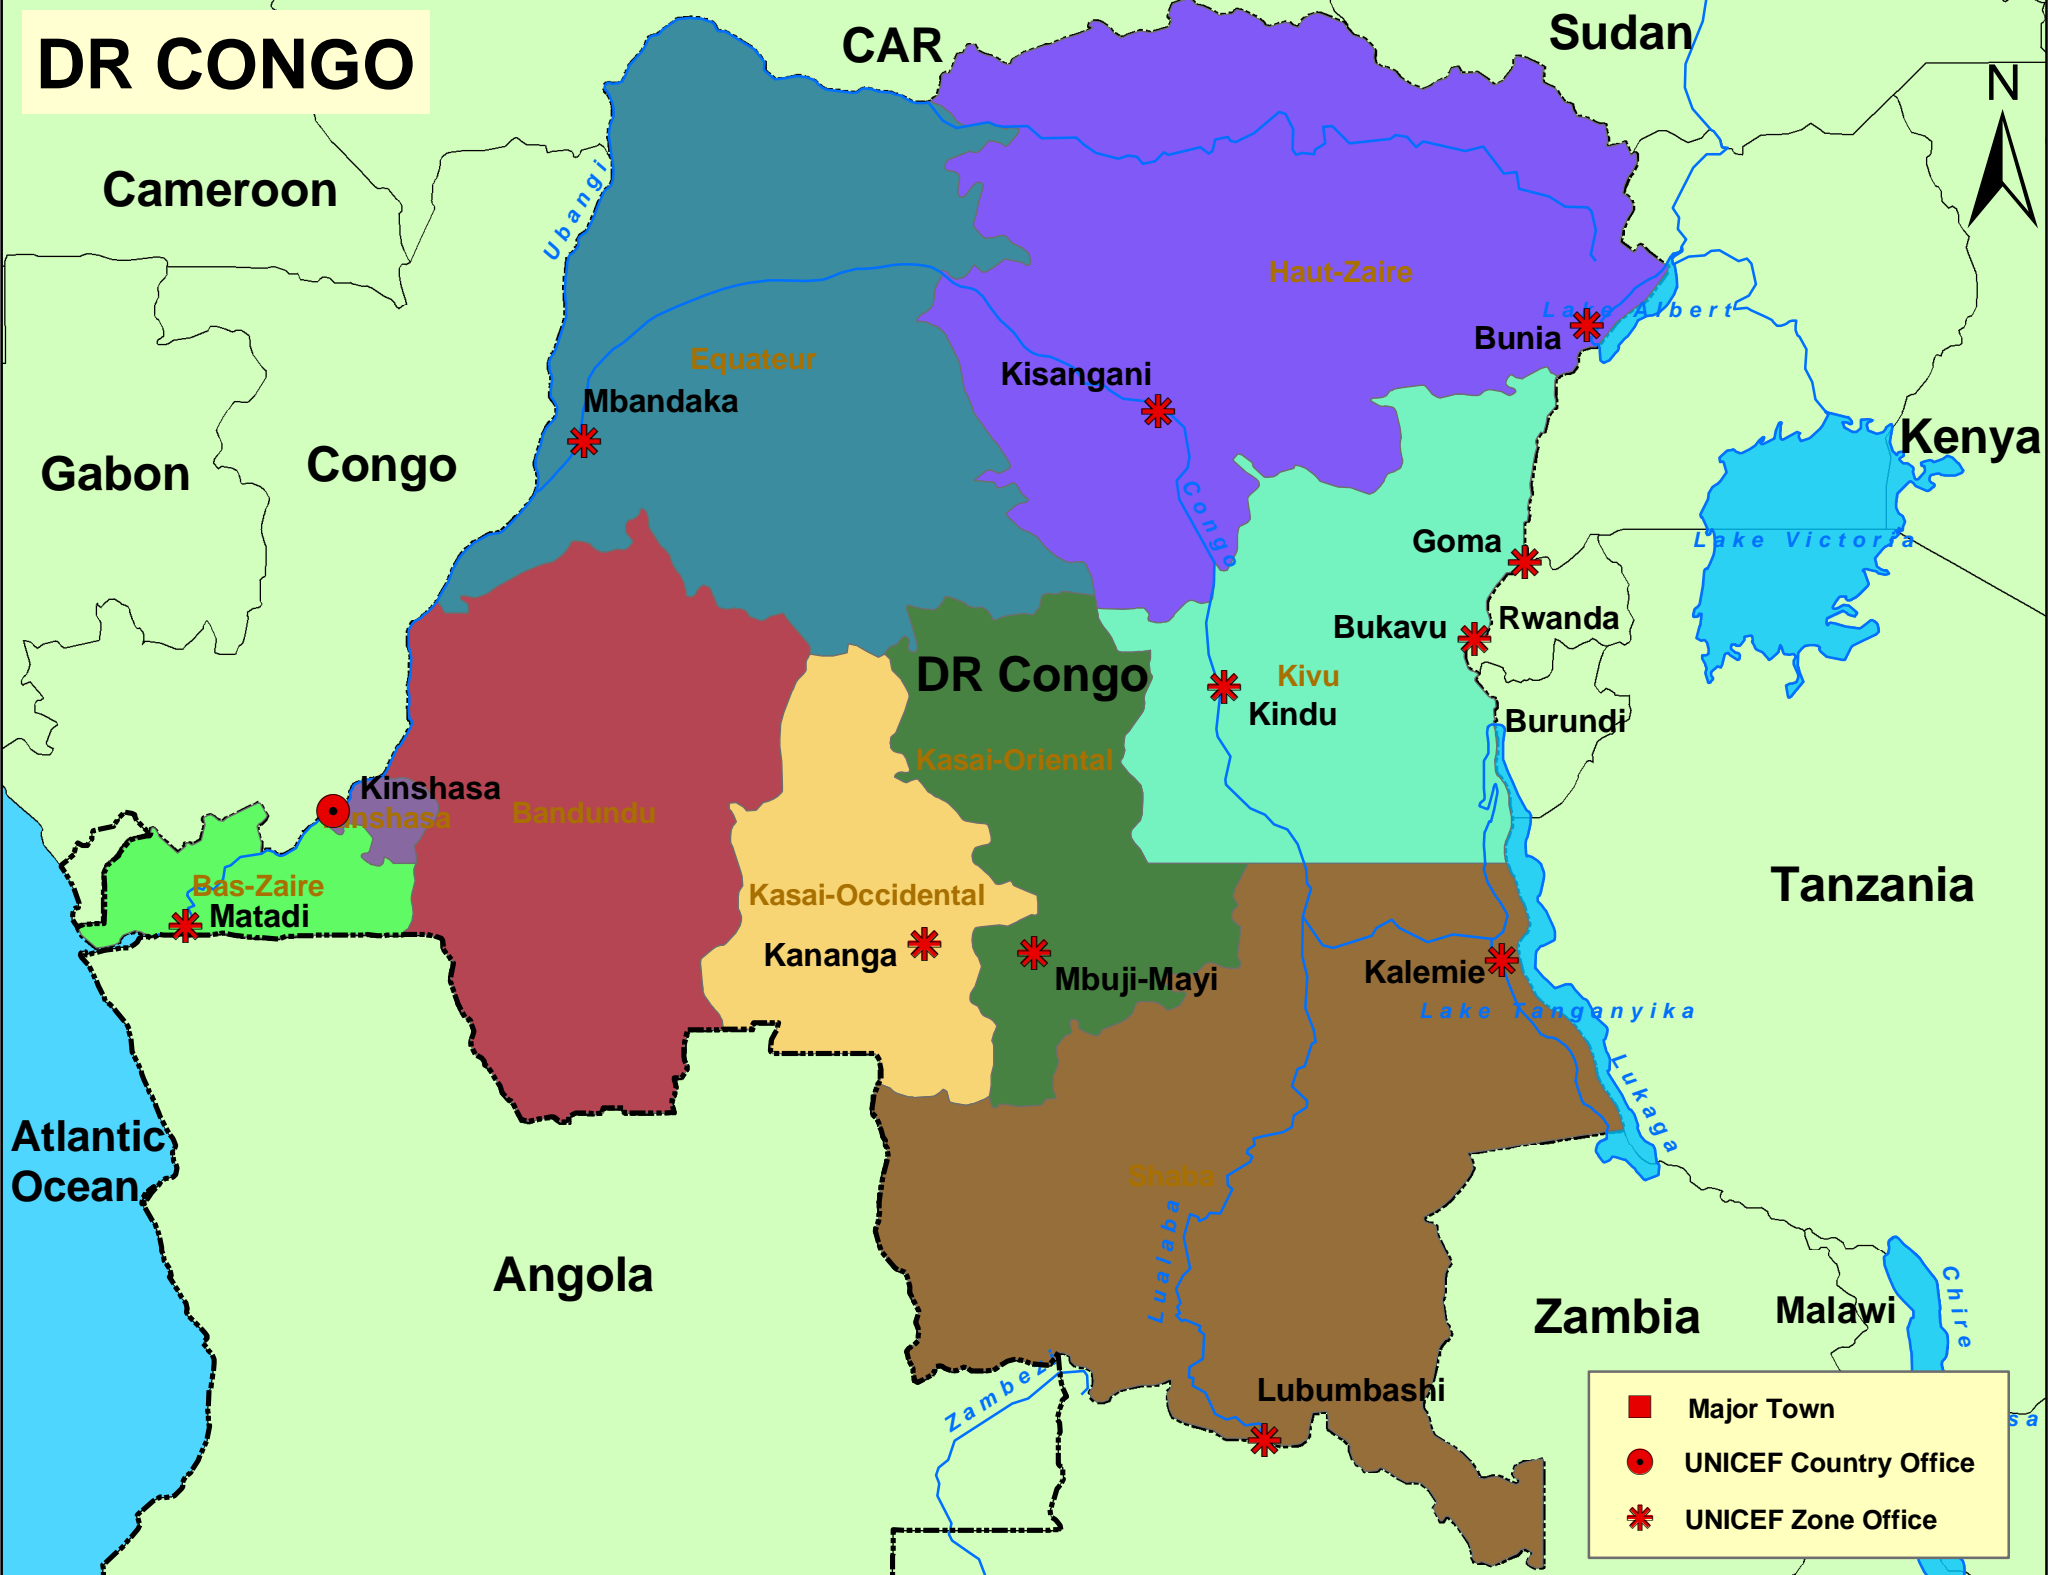 DR CONGO
CAR
Sudan
N
Cameroon
Ubangi
Haut-Zaire
Lake Albert
Bunia
Equateur
Kisangani
Mbandaka
Kenya
Gabon
Congo
Congo
Goma
Lake Victoria
Rwanda
Bukavu
DR Congo
Kivu
Kindu
Burundi
Kasai-Oriental
Kinshasa
Bandundu
Tanzania
Bas-Zaire
Matadi
Kasai-Occidental
Kananga
Mbuji-Mayi
Kalemie
Lake Tanganyika
Lukaga
Atlantic
Ocean
Shaba
Lualaba
Angola
Zambia
Malawi
Chire
Lubumbashi
Major Town
UNICEF Country Office
UNICEF Zone Office